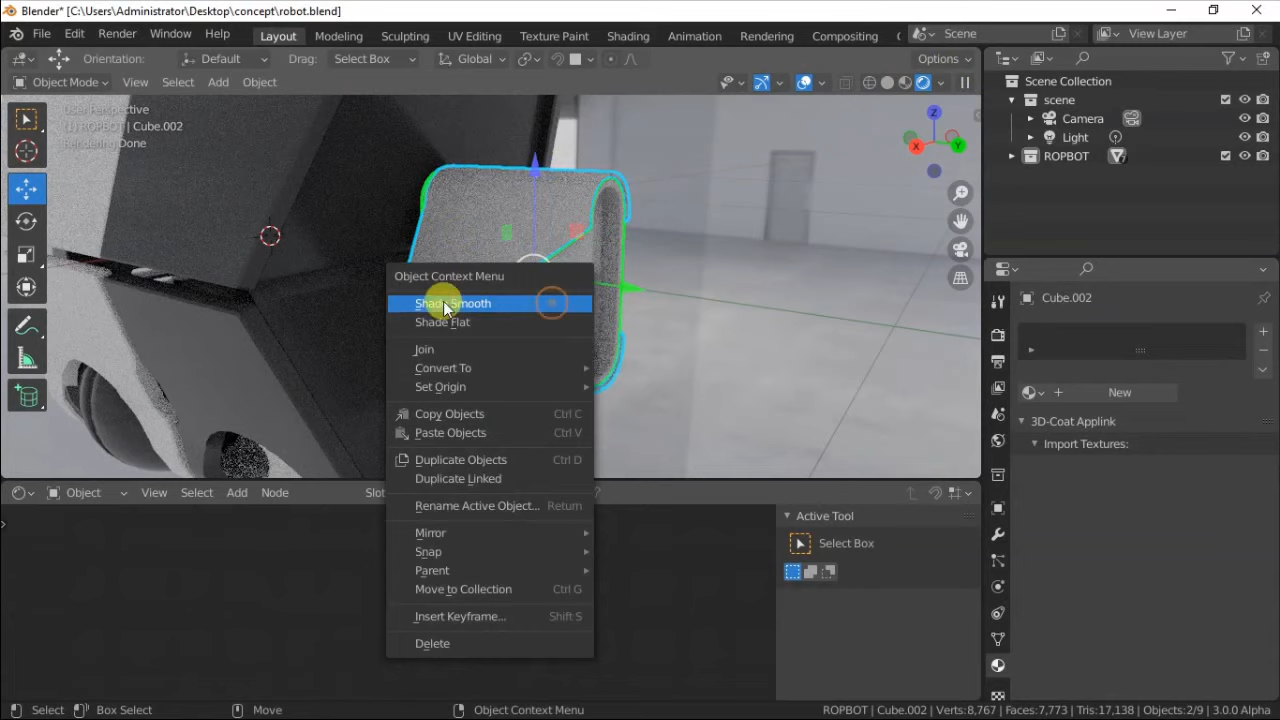 Blender* [C:\Users\Administrator\Desktop\concept\robot.blend]
File Edit Render Window Help Layout Modeling Sculpting UV Editing Texture Paint Shading Animation Rendering Compositing Scene View Layer
Orientation: Default Drag: Select Box Global Options
Object Mode View Select Add Object
User Perspective
(1) ROPBOT | Cube.002
Rendering Done
Z
X
Y
Object Context Menu
Shade Smooth
Shade Flat
Join
Convert To
Set Origin
Copy Objects Ctrl C
Paste Objects Ctrl V
Duplicate Objects Ctrl D
Duplicate Linked
Rename Active Object... Return
Mirror
Snap
Parent
Move to Collection Ctrl G
Insert Keyframe... Shift S
Delete
Scene Collection
scene
Camera
Light
ROPBOT
Cube.002
New
3D-Coat Applink
Import Textures:
Object View Select Add Node Slot
Active Tool
Select Box
Select Box Select Move Object Context Menu ROPBOT | Cube.002 | Verts:8,767 | Faces:7,773 | Tris:17,138 | Objects:2/9 | 3.0.0 Alpha